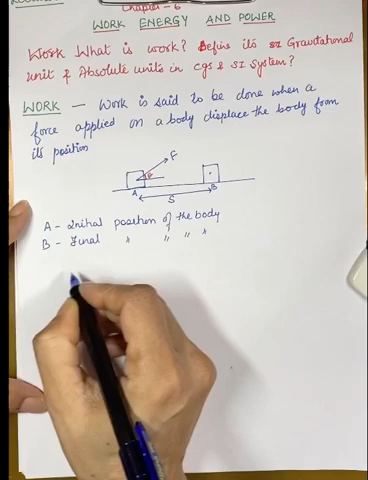 Chapter - 6
WORK ENERGY AND POWER
Work What is work? Define its SI Gravitational
unit & Absolute units in CGS & SI System?
WORK — Work is said to be done when a
force applied on a body displace the body from
its position
F
A
B
S
A - Initial position of the body
B - Final " " " "